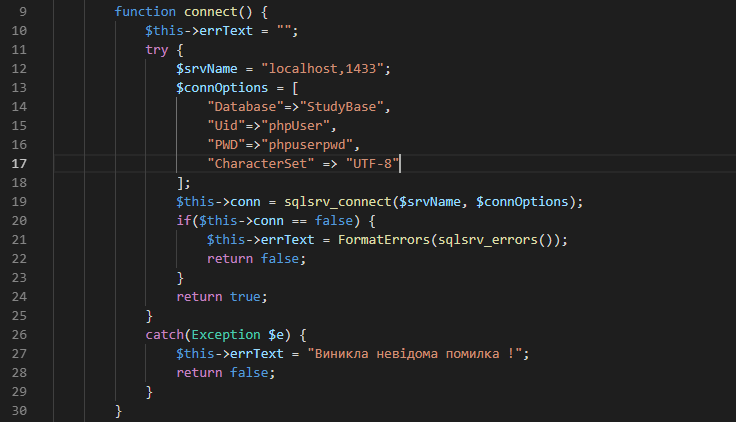 9 function connect() {
10 $this->errText = "";
11 try {
12 $srvName = "localhost,1433";
13 $connOptions = [
14 "Database"=>"StudyBase",
15 "Uid"=>"phpUser",
16 "PWD"=>"phpuserpwd",
17 "CharacterSet" => "UTF-8"
18 ];
19 $this->conn = sqlsrv_connect($srvName, $connOptions);
20 if($this->conn == false) {
21 $this->errText = FormatErrors(sqlsrv_errors());
22 return false;
23 }
24 return true;
25 }
26 catch(Exception $e) {
27 $this->errText = "Виникла невідома помилка !";
28 return false;
29 }
30 }